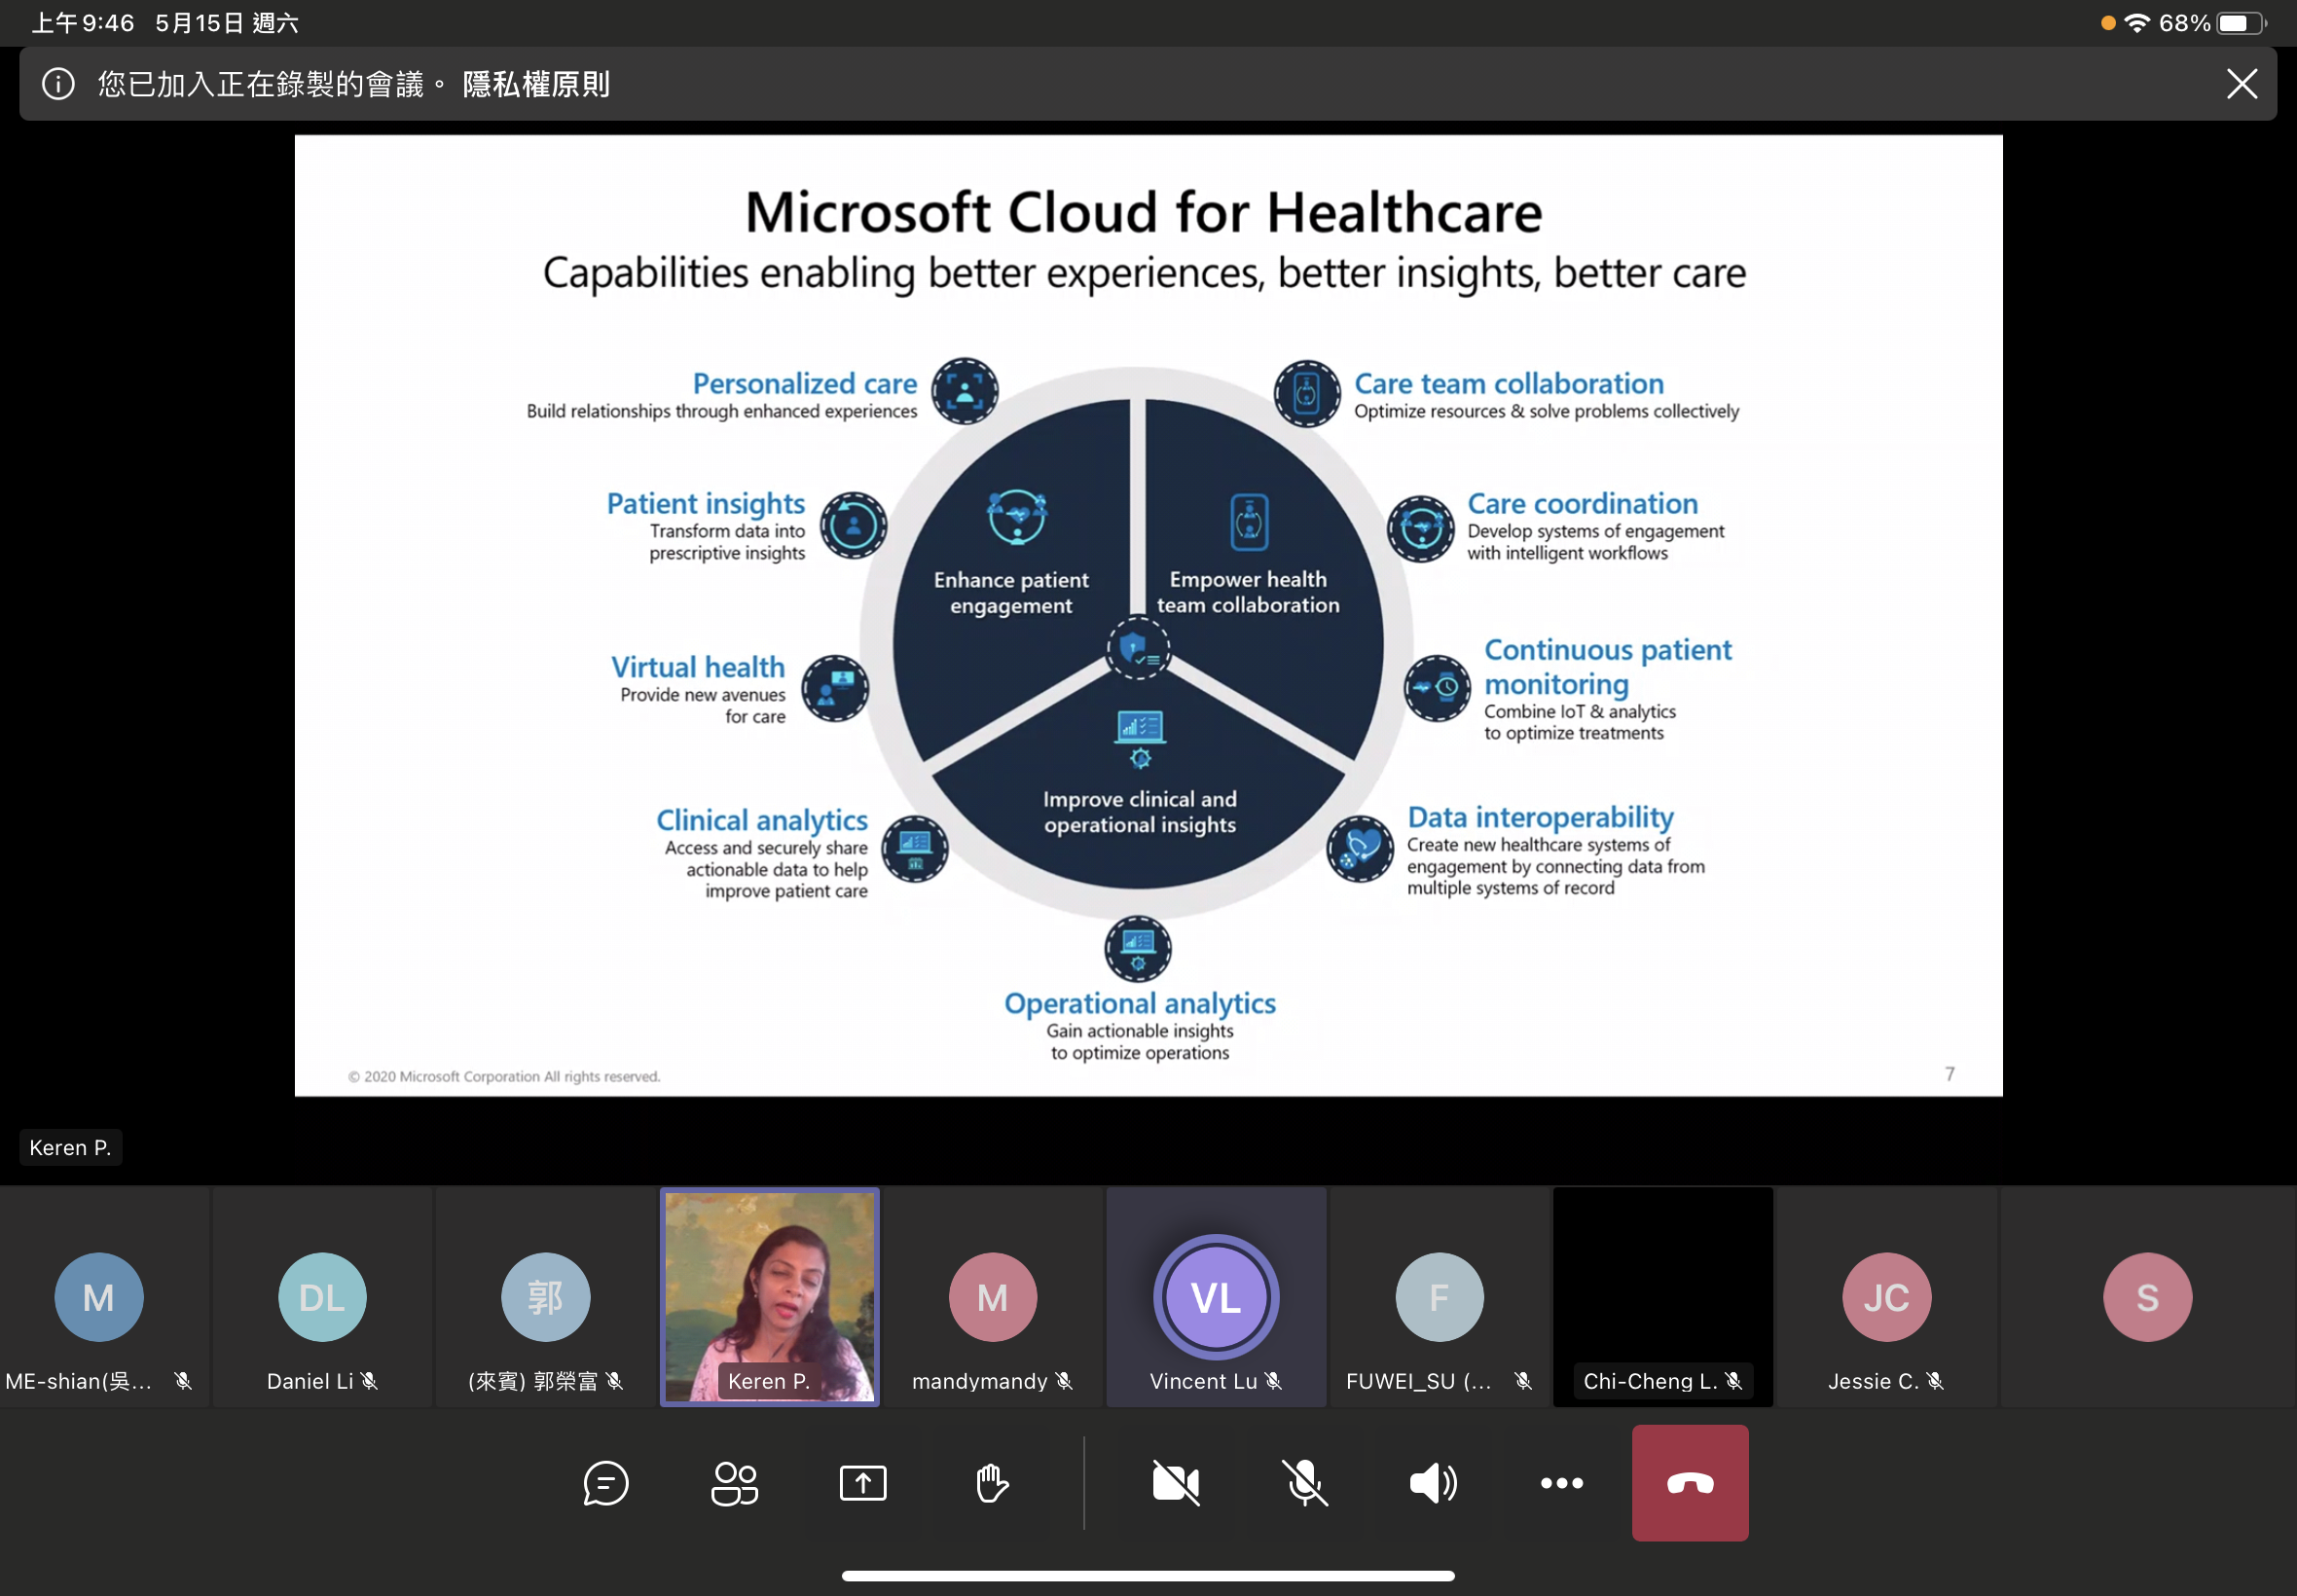 上午9:46 5月15日 週六
68%
您已加入正在錄製的會議。 隱私權原則
Microsoft Cloud for Healthcare
Capabilities enabling better experiences, better insights, better care
Personalized care
Build relationships through enhanced experiences
Care team collaboration
Optimize resources & solve problems collectively
Patient insights
Transform data into
prescriptive insights
Care coordination
Develop systems of engagement
with intelligent workflows
Enhance patient
engagement
Empower health
team collaboration
Virtual health
Provide new avenues
for care
Continuous patient
monitoring
Combine IoT & analytics
to optimize treatments
Improve clinical and
operational insights
Clinical analytics
Access and securely share
actionable data to help
improve patient care
Data interoperability
Create new healthcare systems of
engagement by connecting data from
multiple systems of record
Operational analytics
Gain actionable insights
to optimize operations
© 2020 Microsoft Corporation All rights reserved.
7
Keren P.
M
DL
郭
M
VL
F
JC
S
ME-shian(吳...
Daniel Li
(來賓) 郭榮富
Keren P.
mandymandy
Vincent Lu
FUWEI_SU (...
Chi-Cheng L.
Jessie C.